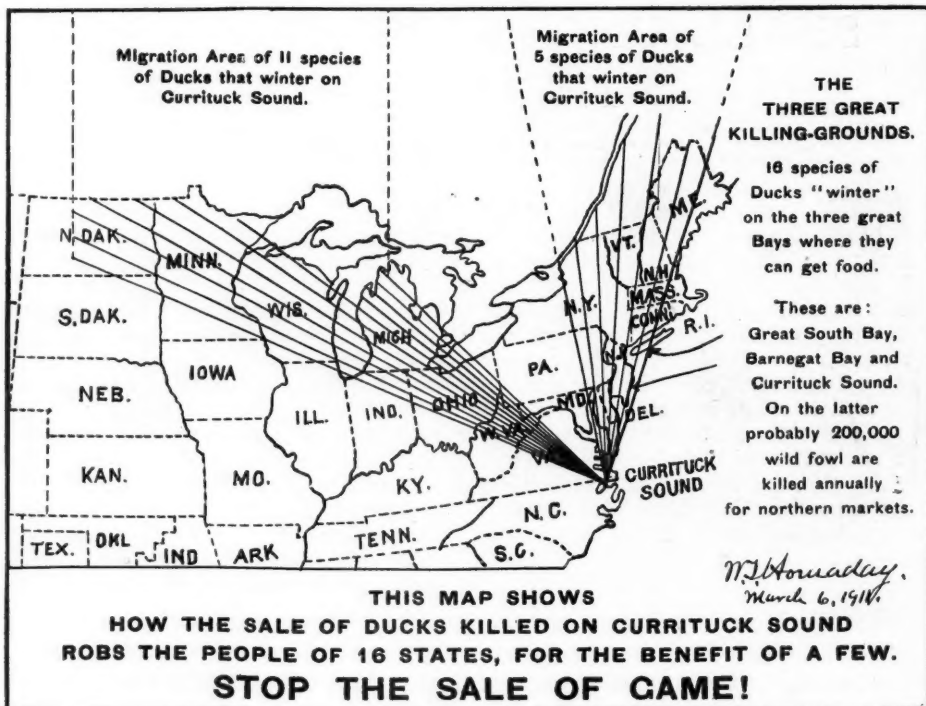 Migration Area of 11 species
of Ducks that winter on
Currituck Sound.
Migration Area of
5 species of Ducks
that winter on
Currituck Sound.
THE
THREE GREAT
KILLING-GROUNDS.
16 species of
Ducks "winter"
on the three great
Bays where they
can get food.
These are:
Great South Bay,
Barnegat Bay and
Currituck Sound.
On the latter
probably 200,000
wild fowl are
killed annually
for northern markets.
N.DAK.
MINN.
S.DAK.
WIS.
MICH
NEB.
IOWA
ILL.
IND.
OHIO
KAN.
MO.
KY.
W.VA.
VA.
TEX.
OKL
IND
ARK
TENN.
N.C.
S.C.
ME.
VT.
N.H.
MASS.
CONN.
R.I.
N.Y.
PA.
N.J.
MD.
DEL.
CURRITUCK
SOUND
W.T. Hornaday.
March 6, 1911.
THIS MAP SHOWS
HOW THE SALE OF DUCKS KILLED ON CURRITUCK SOUND
ROBS THE PEOPLE OF 16 STATES, FOR THE BENEFIT OF A FEW.
STOP THE SALE OF GAME!